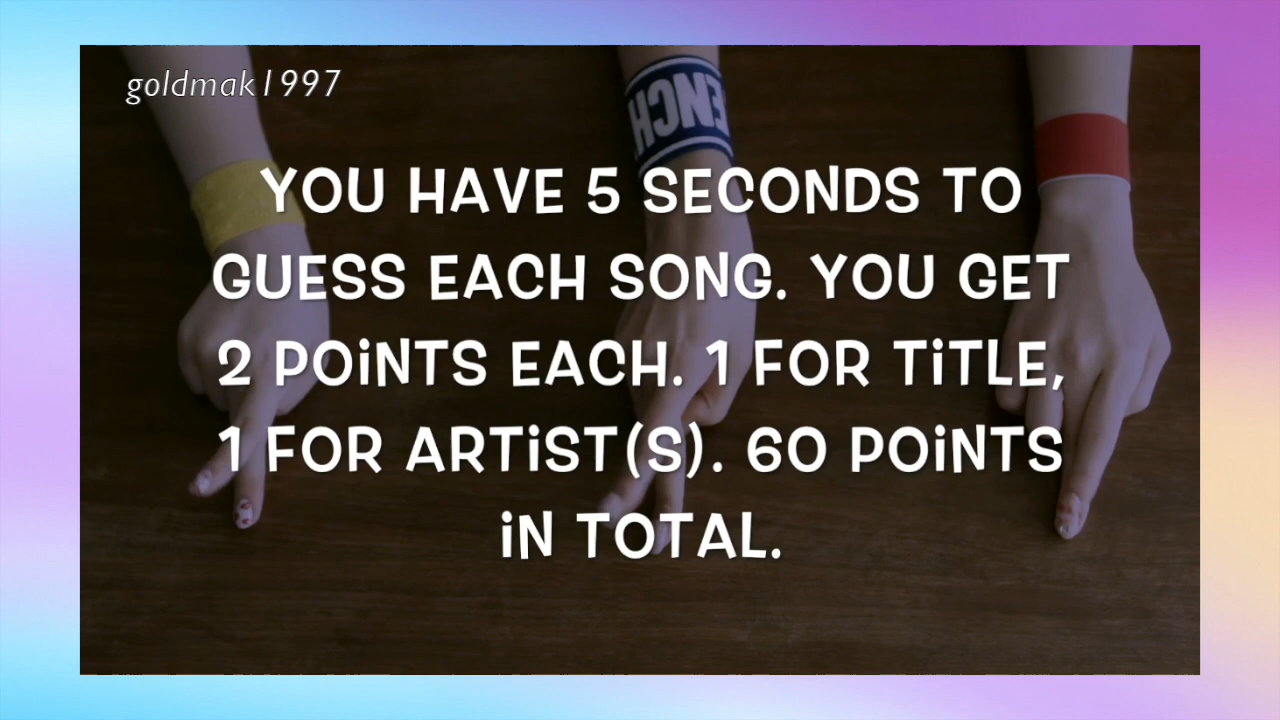 goldmak1997
ENCH
YOU HAVE 5 SECONDS TO
GUESS EACH SONG. YOU GET
2 POiNTS EACH. 1 FOR TiTLE,
1 FOR ARTiST(S). 60 POiNTS
iN TOTAL.